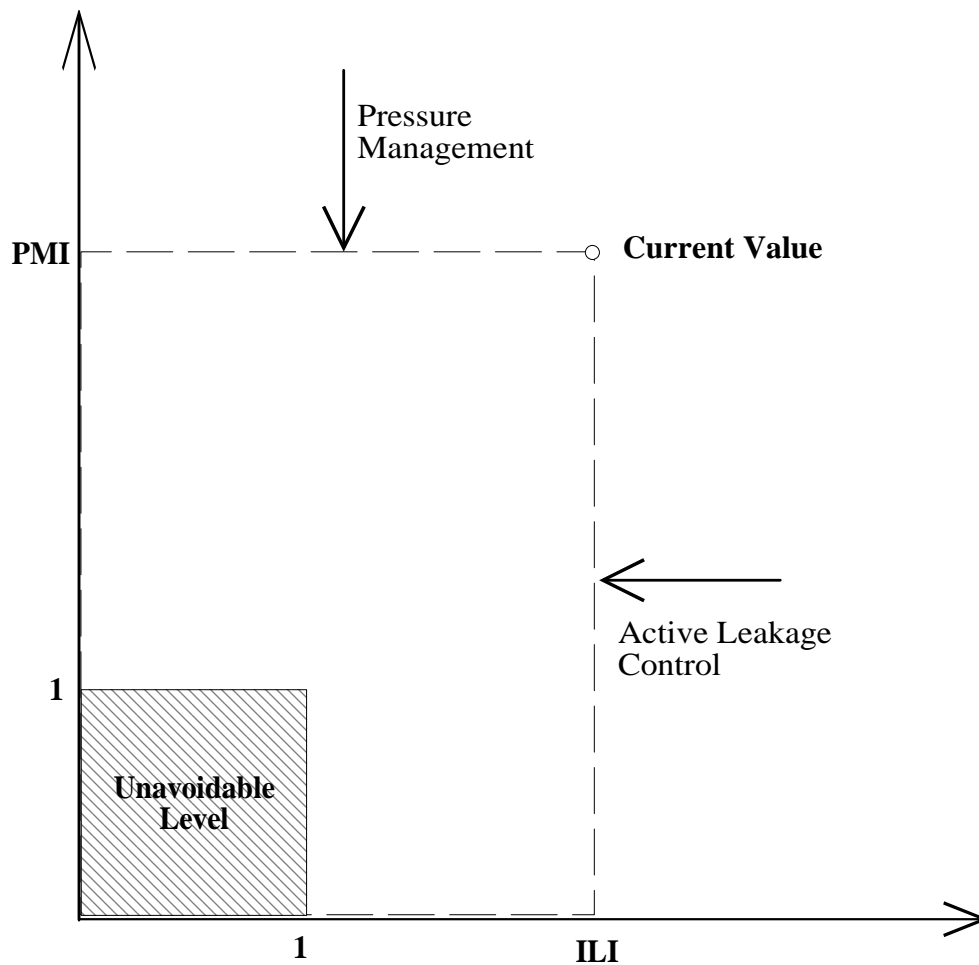 Pressure
Management
PMI
Current Value
Active Leakage
Control
1
Unavoidable
Level
1
ILI